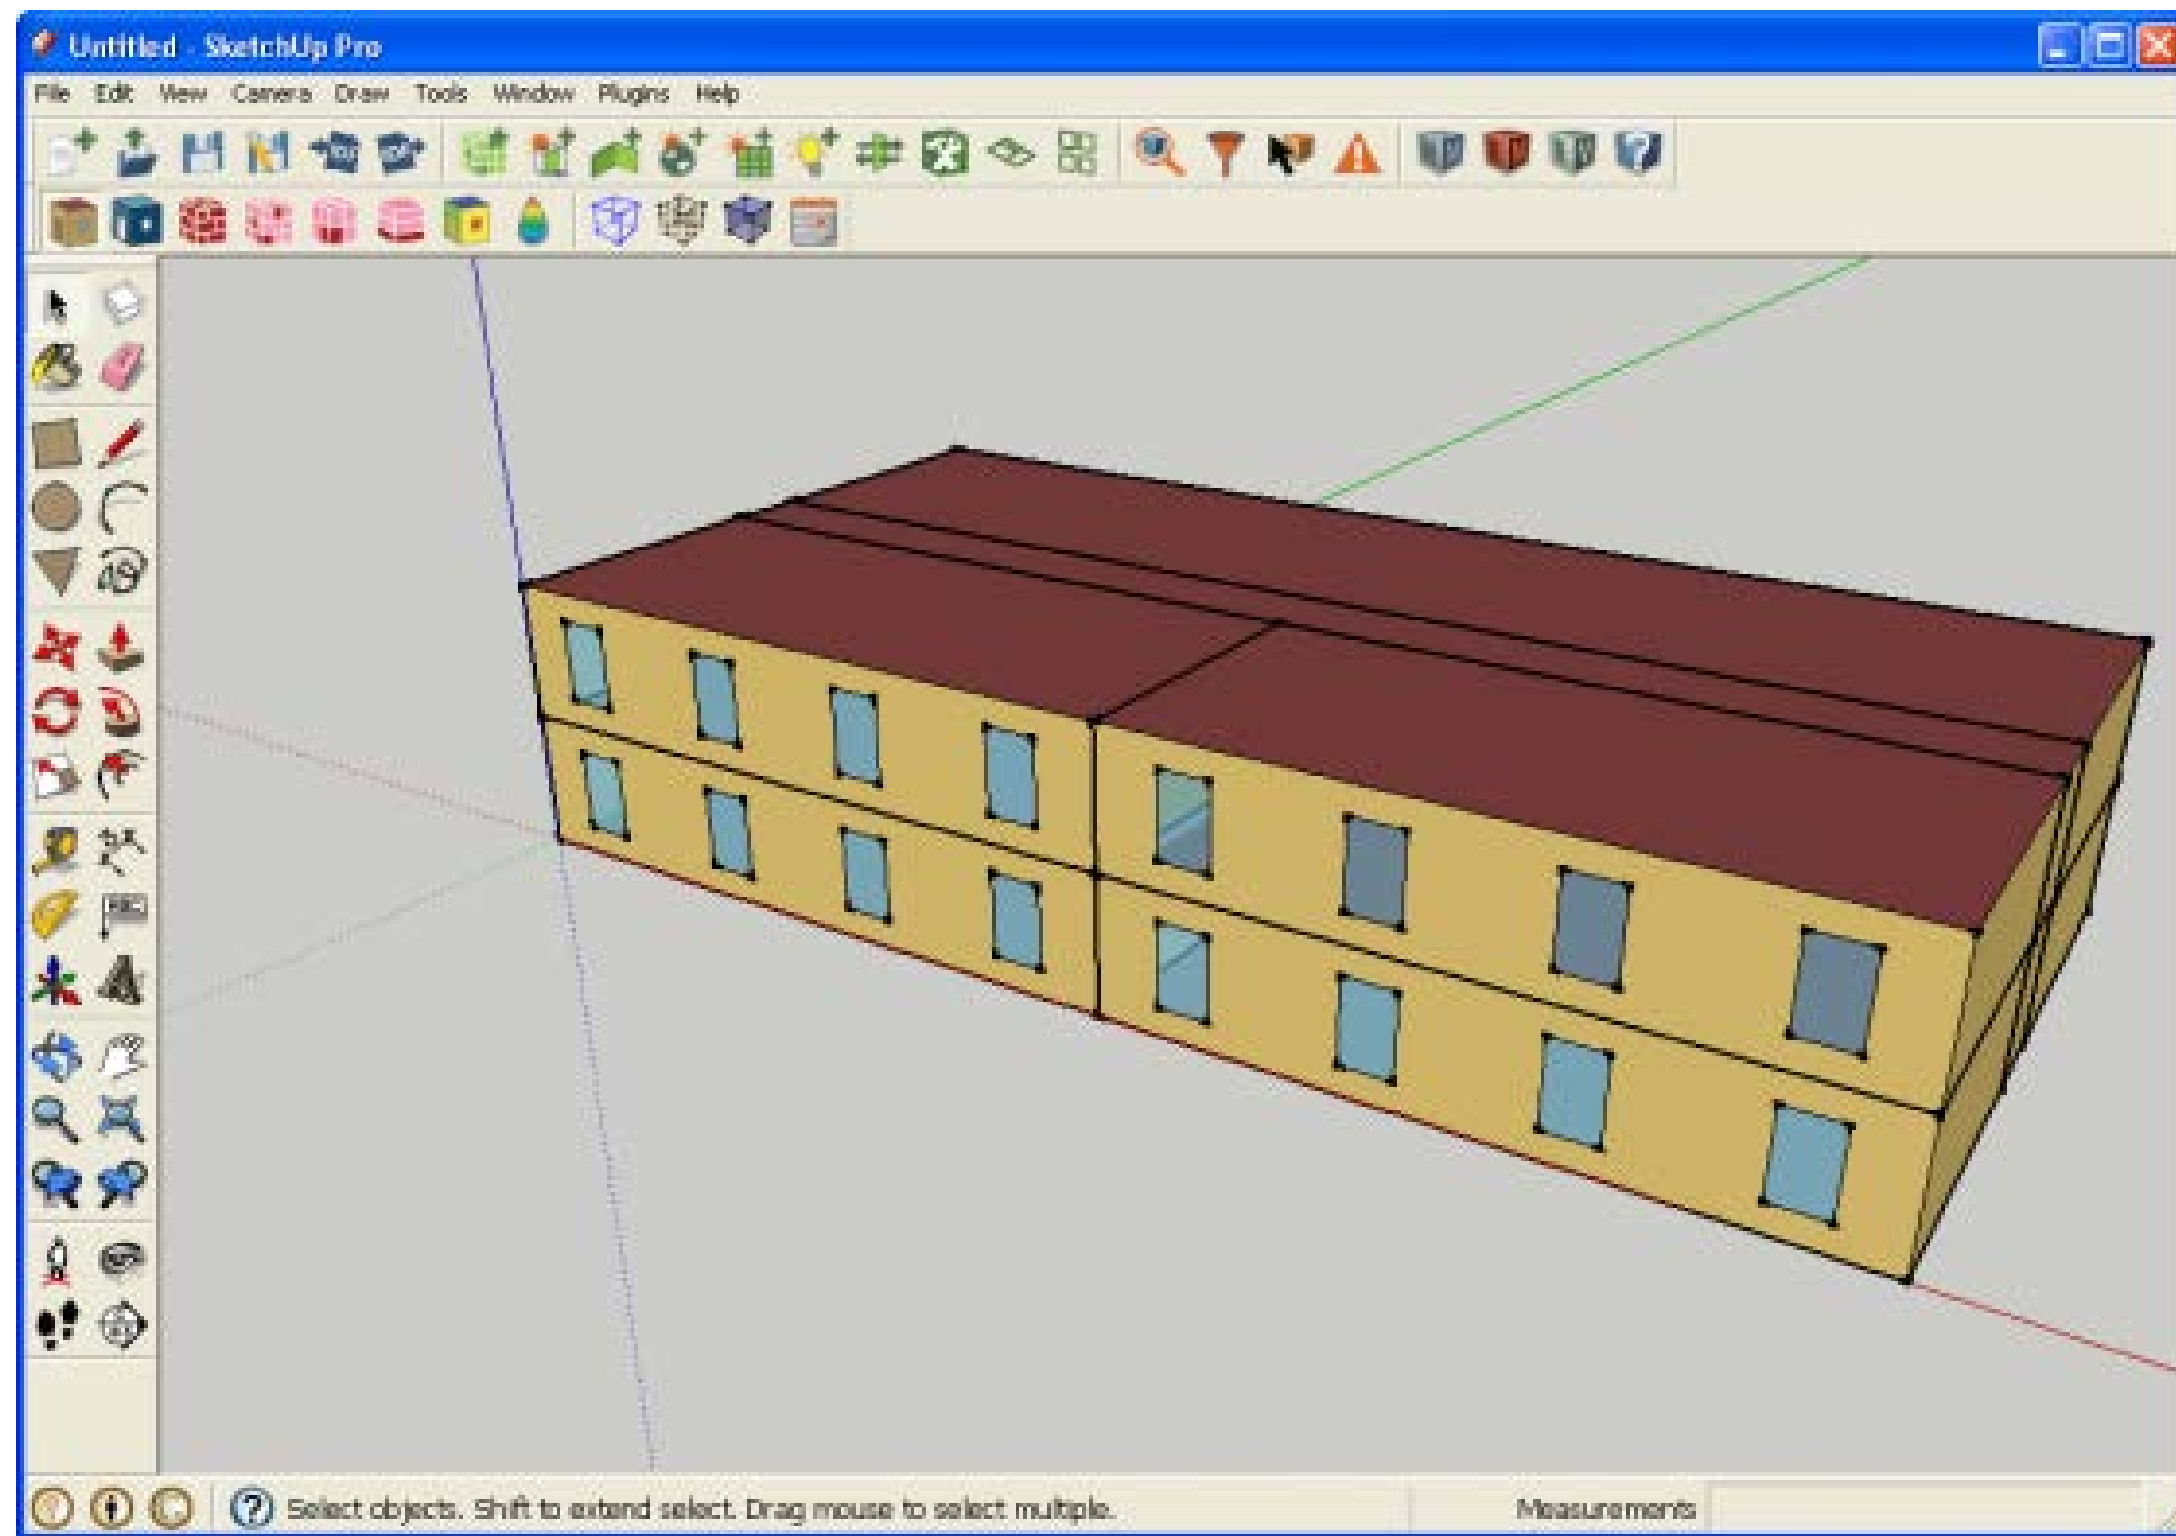 Untitled - SketchUp Pro
File Edit View Camera Draw Tools Window Plugins Help
Select objects. Shift to extend select. Drag mouse to select multiple.
Measurements